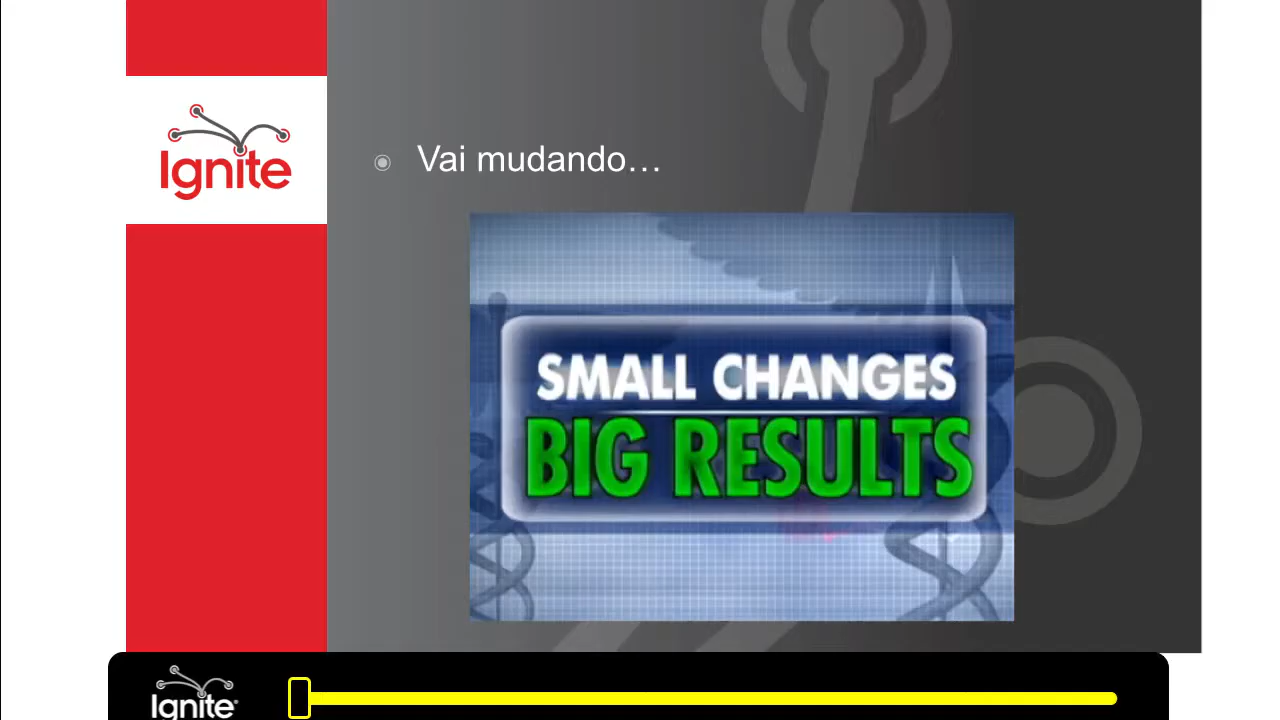 Ignite
Vai mudando…
SMALL CHANGES
BIG RESULTS
Ignite